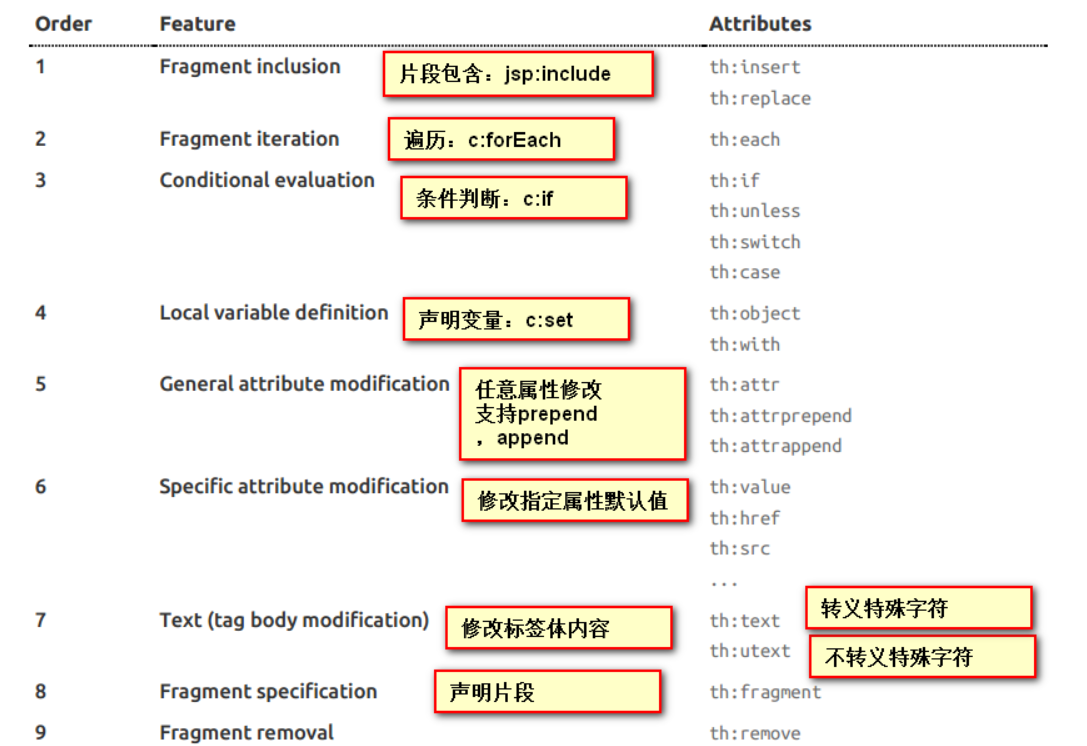 Order Feature Attributes
1 Fragment inclusion 片段包含：jsp:include th:insert
th:replace
2 Fragment iteration 遍历：c:forEach th:each
3 Conditional evaluation 条件判断：c:if th:if
th:unless
th:switch
th:case
4 Local variable definition 声明变量：c:set th:object
th:with
5 General attribute modification 任意属性修改 th:attr
支持prepend th:attrprepend
，append th:attrappend
6 Specific attribute modification 修改指定属性默认值 th:value
th:href
th:src
...
7 Text (tag body modification) 修改标签体内容 th:text 转义特殊字符
th:utext 不转义特殊字符
8 Fragment specification 声明片段 th:fragment
9 Fragment removal th:remove